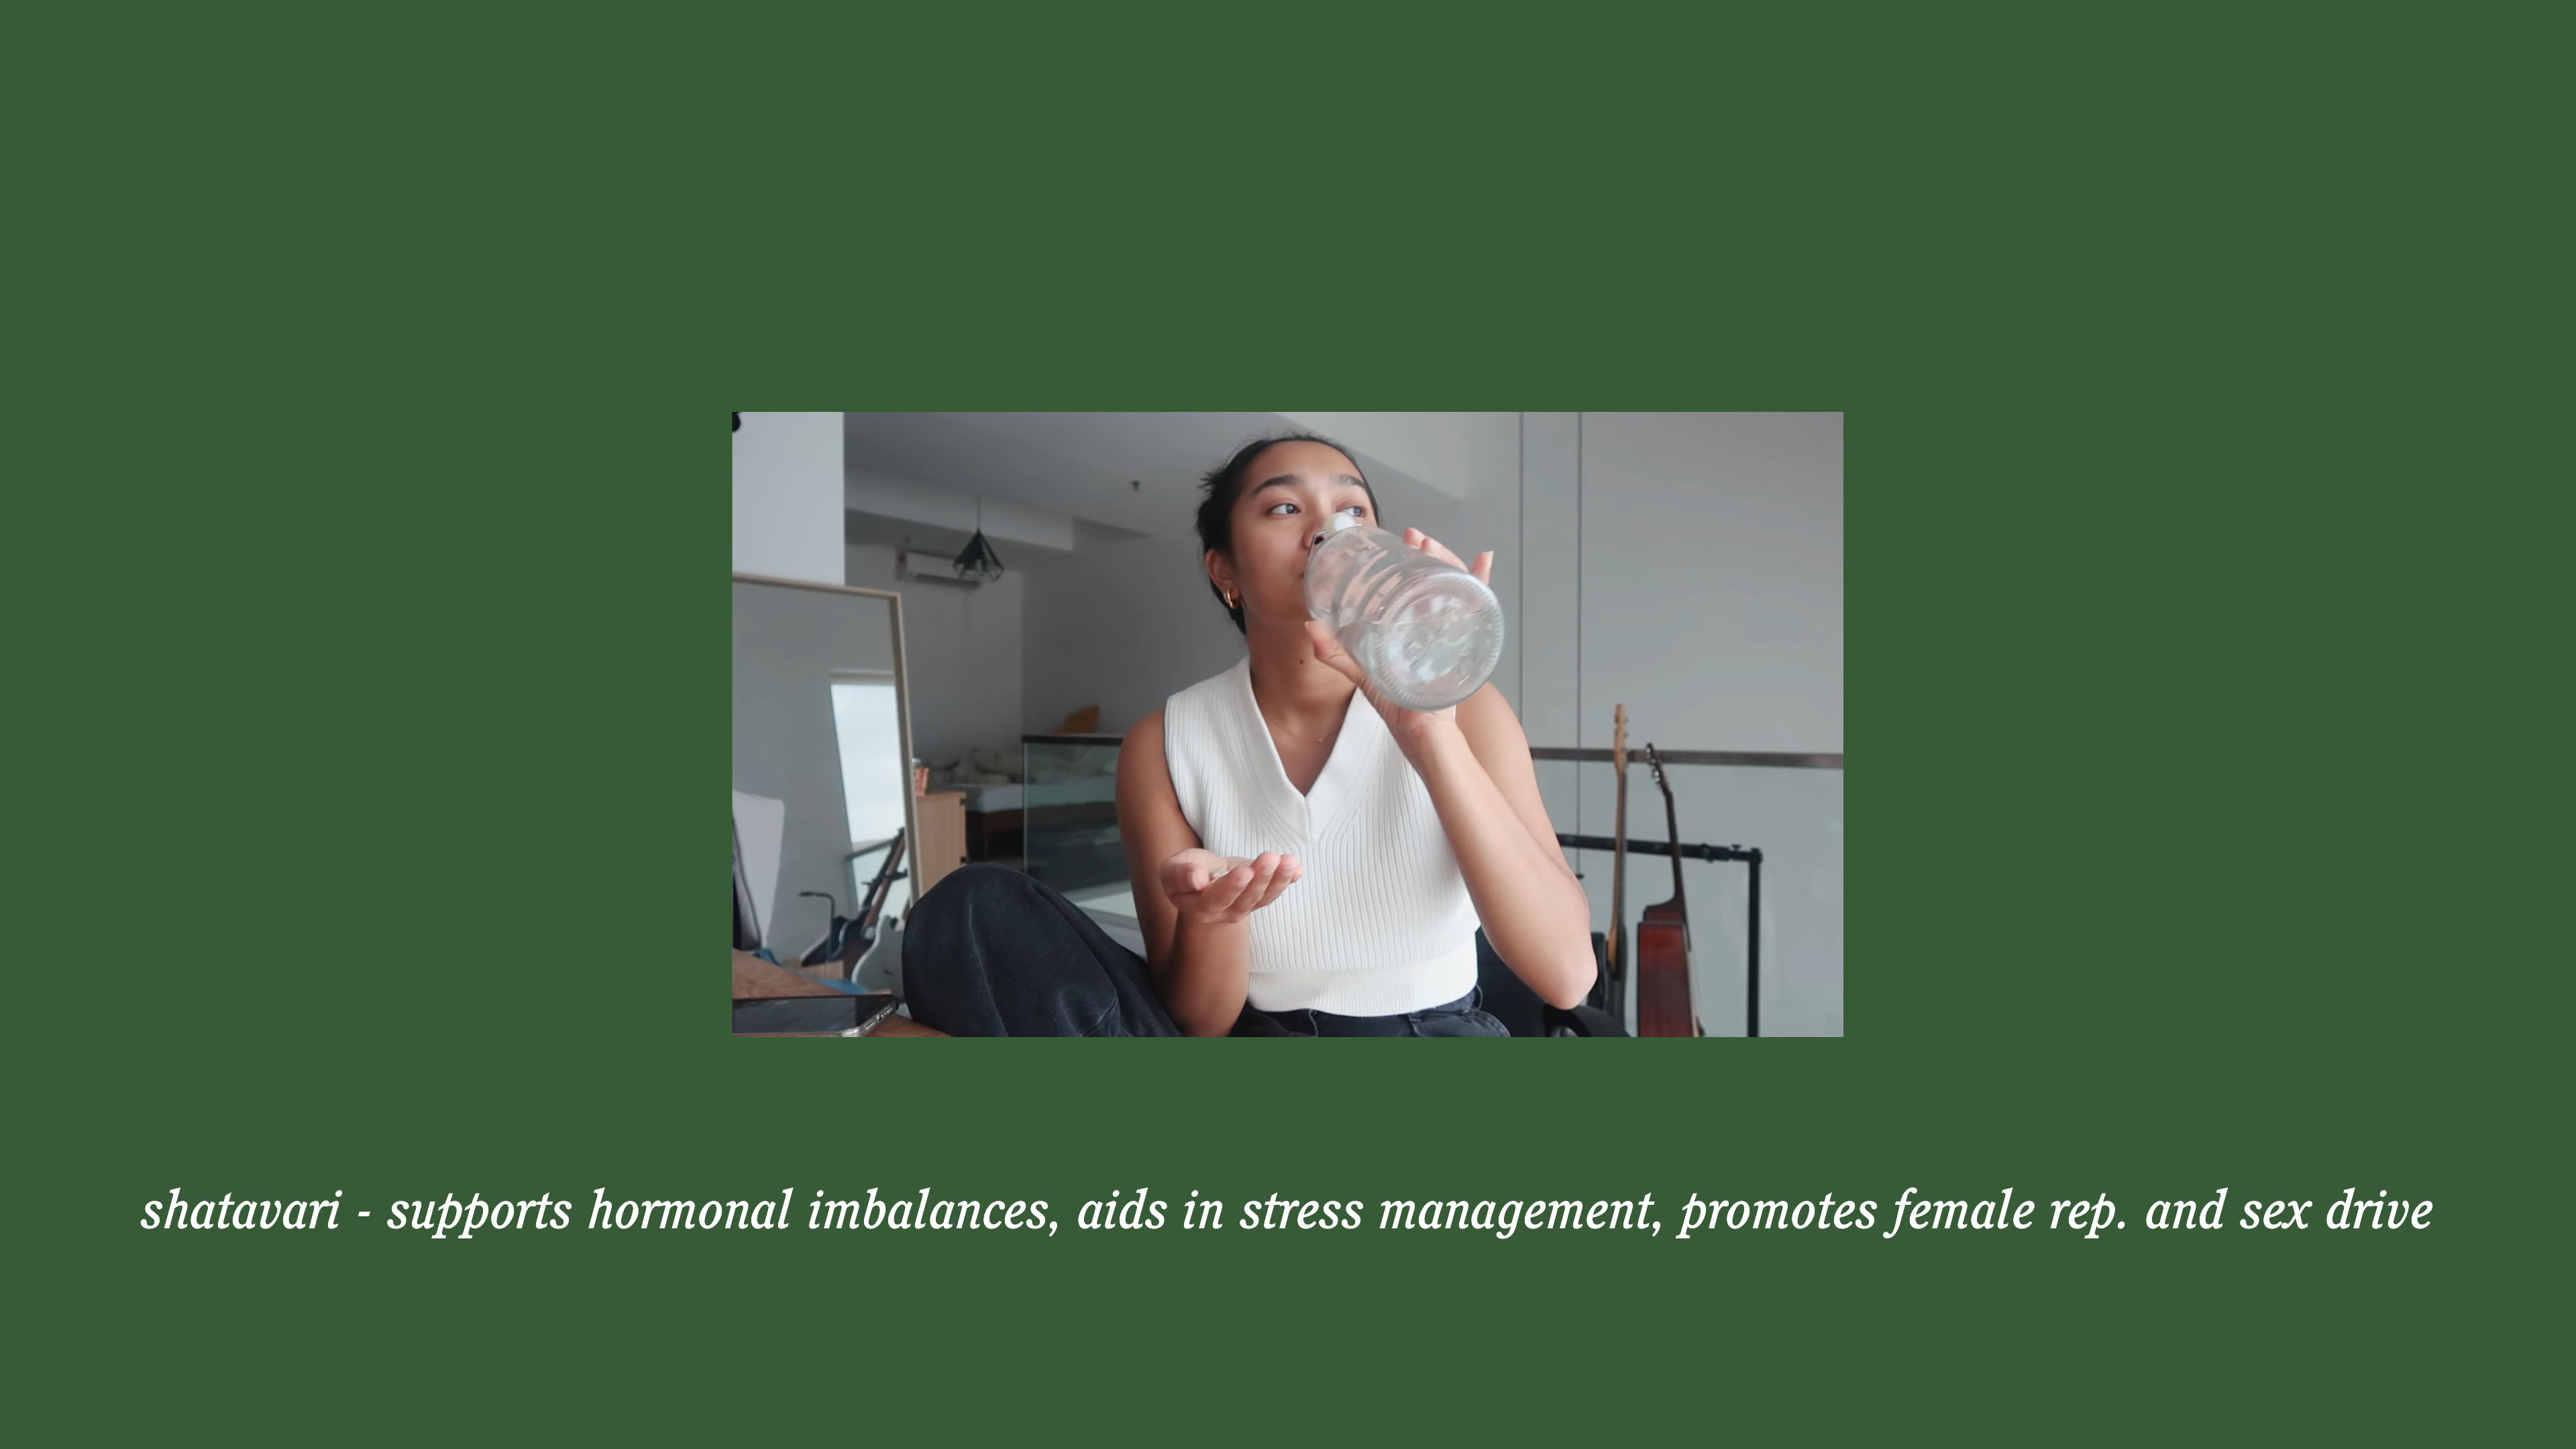 shatavari - supports hormonal imbalances, aids in stress management, promotes female rep. and sex drive